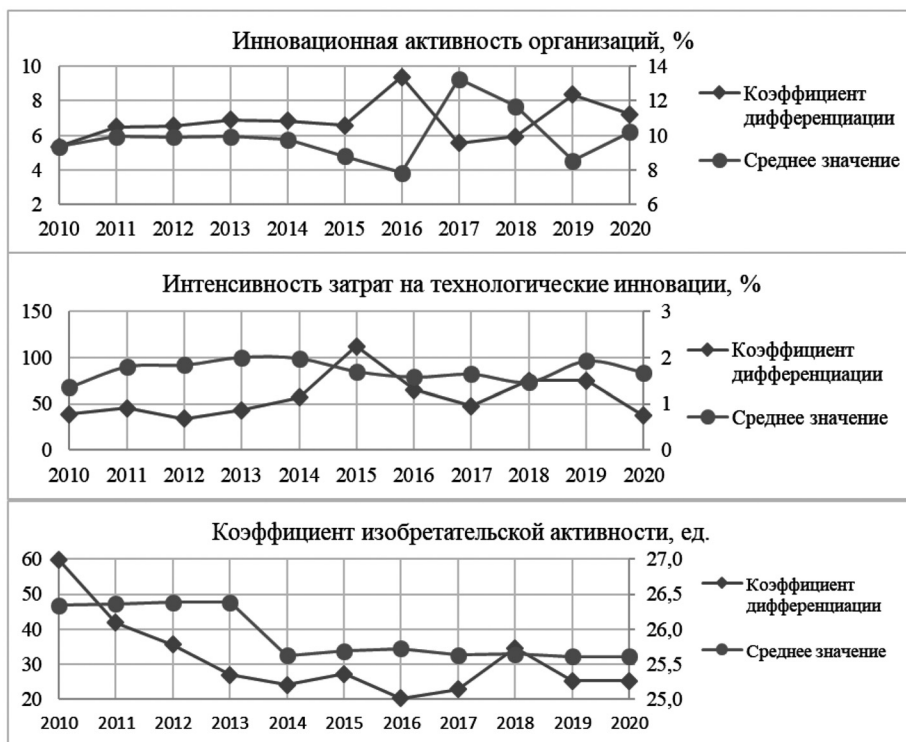 Инновационная активность организаций, %
10
8
6
4
2
14
12
10
8
6
2010 2011 2012 2013 2014 2015 2016 2017 2018 2019 2020
Коэффициент
дифференциации
Среднее значение
Интенсивность затрат на технологические инновации, %
150
100
50
0
3
2
1
0
2010 2011 2012 2013 2014 2015 2016 2017 2018 2019 2020
Коэффициент
дифференциации
Среднее значение
Коэффициент изобретательской активности, ед.
60
50
40
30
20
27,0
26,5
26,0
25,5
25,0
2010 2011 2012 2013 2014 2015 2016 2017 2018 2019 2020
Коэффициент
дифференциации
Среднее значение